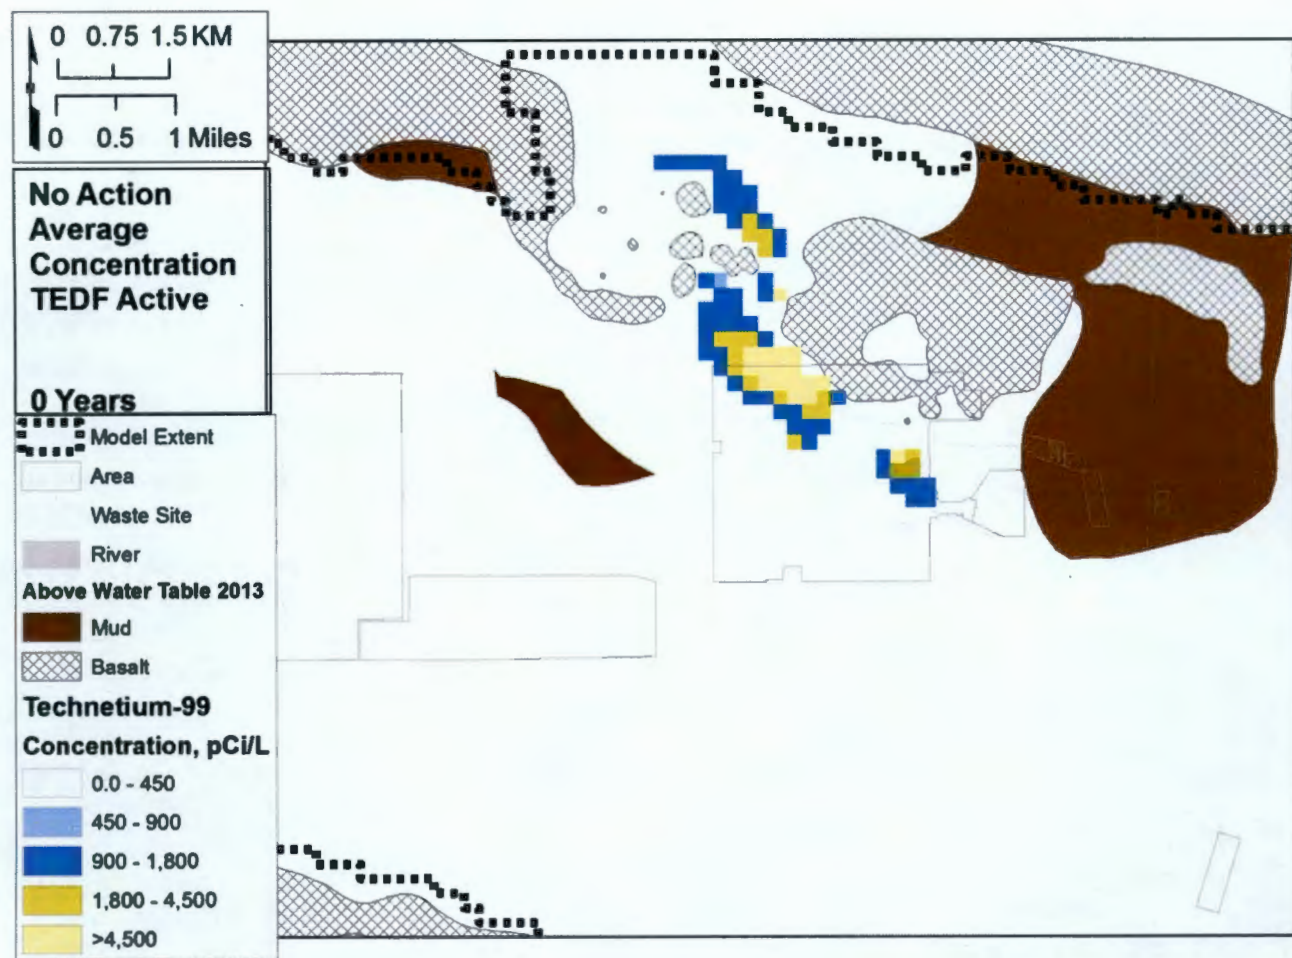 0 0.75 1.5 KM
0 0.5 1 Miles
No Action
Average
Concentration
TEDF Active
0 Years
Model Extent
Area
Waste Site
River
Above Water Table 2013
Mud
Basalt
Technetium-99
Concentration, pCi/L
0.0 - 450
450 - 900
900 - 1,800
1,800 - 4,500
>4,500